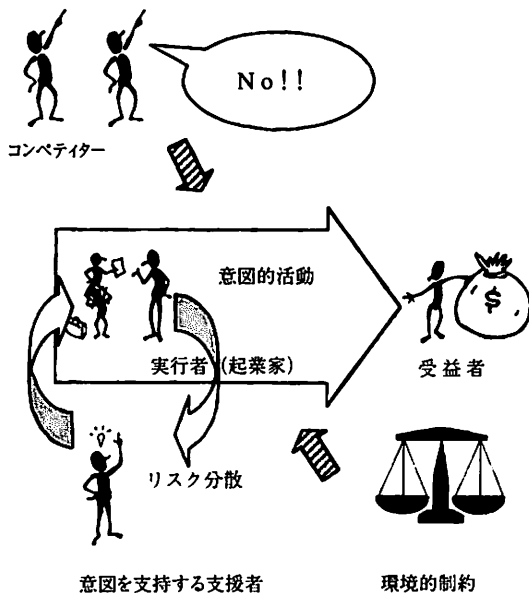 No!!
コンペティター
意図的活動
実行者 (起業家)
受益者
$
リスク分散
意図を支持する支援者
環境的制約